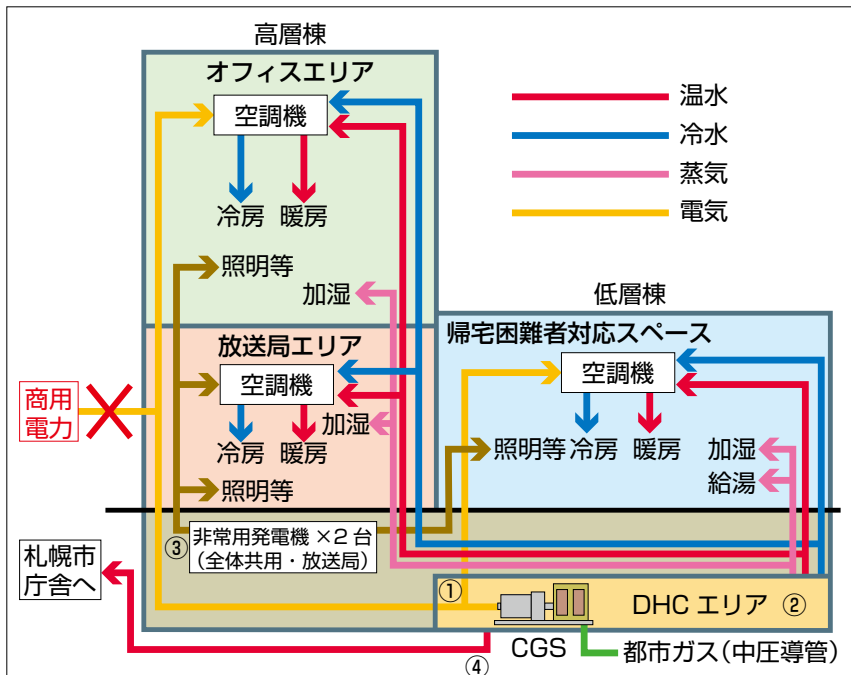 高層棟
オフィスエリア
空調機
冷房
暖房
照明等
加湿
温水
冷水
蒸気
電気
低層棟
放送局エリア
空調機
加湿
冷房
暖房
照明等
帰宅困難者対応スペース
空調機
照明等
冷房
暖房
加湿
給湯
商用
電力
③
非常用発電機×2台
(全体共用・放送局)
札幌市
庁舎へ
①
DHCエリア
②
CGS
都市ガス(中圧導管)
④